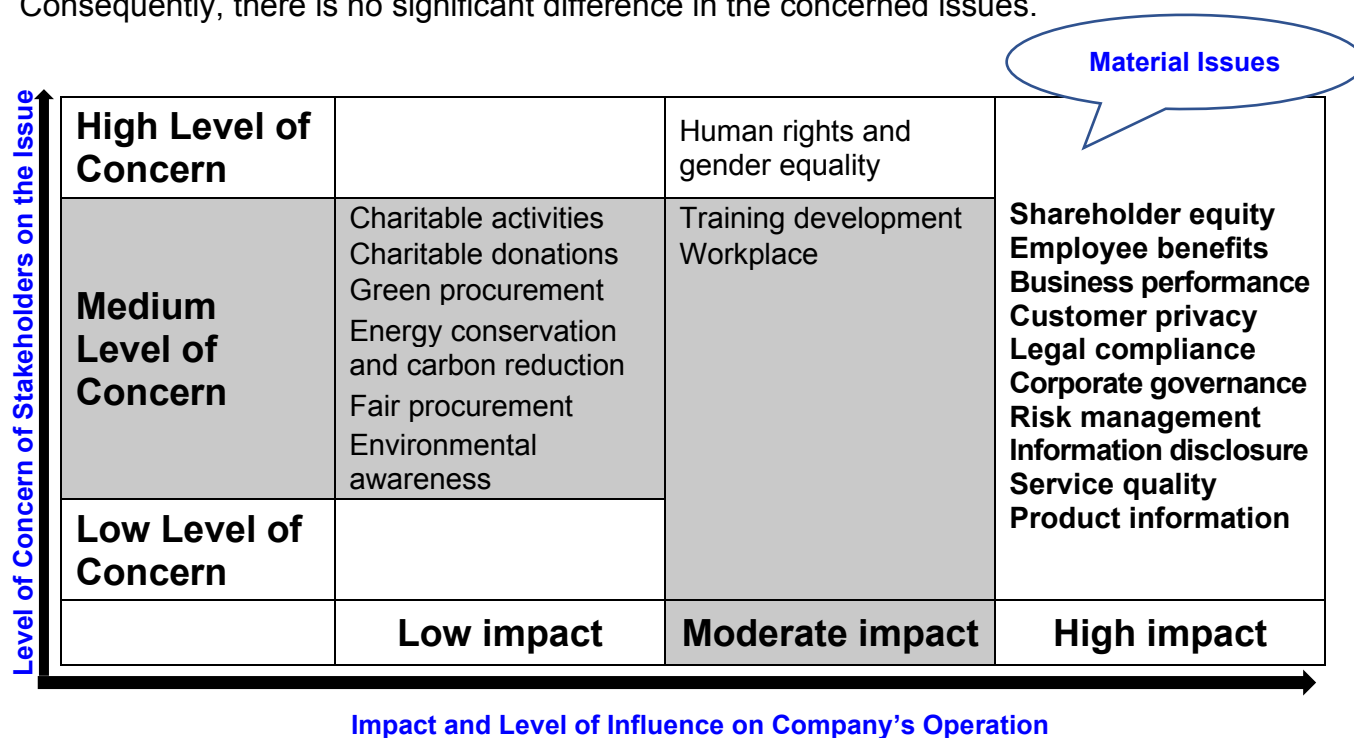 Consequently, there is no significant difference in the concerned issues.
Material Issues
Level of Concern of Stakeholders on the Issue
High Level of
Concern
Human rights and
gender equality
Medium
Level of
Concern
Charitable activities
Charitable donations
Green procurement
Energy conservation
and carbon reduction
Fair procurement
Environmental
awareness
Training development
Workplace
Shareholder equity
Employee benefits
Business performance
Customer privacy
Legal compliance
Corporate governance
Risk management
Information disclosure
Service quality
Product information
Low Level of
Concern
Low impact
Moderate impact
High impact
Impact and Level of Influence on Company’s Operation